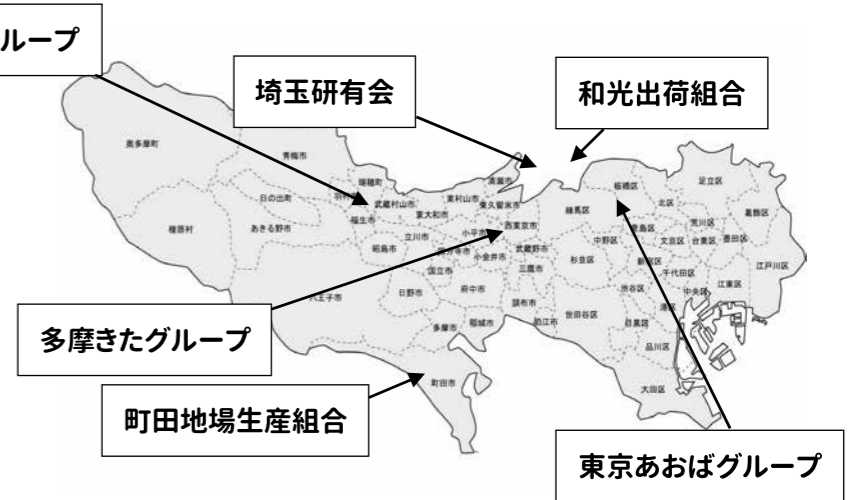 ループ
埼玉研有会
和光出荷組合
奥多摩町
青梅市
瑞穂町
清瀬市
足立区
板橋区
日の出町
羽村市
武蔵村山市
東村山市
東久留米市
練馬区
北区
葛飾区
檜原村
あきる野市
福生市
東大和市
小平市
西東京市
豊島区
荒川区
立川市
中野区
文京区
台東区
墨田区
昭島市
国分寺市
小金井市
武蔵野市
杉並区
新宿区
江戸川区
国立市
三鷹市
千代田区
八王子市
日野市
府中市
渋谷区
中央区
江東区
調布市
世田谷区
港区
多摩きたグループ
多摩市
稲城市
狛江市
目黒区
品川区
町田市
大田区
町田地場生産組合
東京あおばグループ